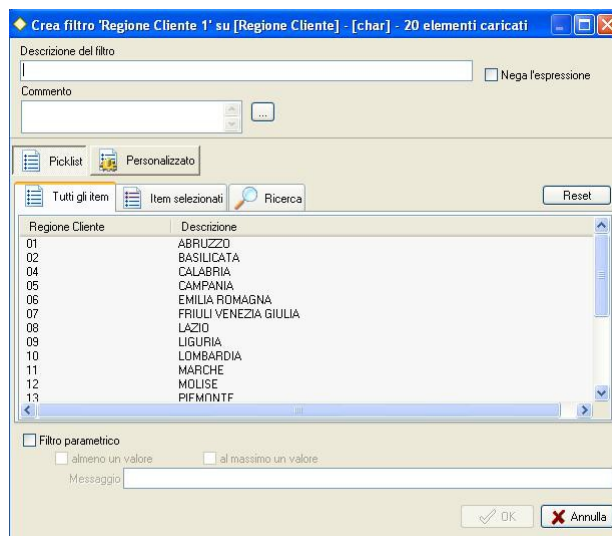 Crea filtro 'Regione Cliente 1' su [Regione Cliente] - [char] - 20 elementi caricati
Descrizione del filtro
Nega l'espressione
Commento
...
Picklist Personalizzato
Tutti gli item Item selezionati Ricerca Reset
Regione Cliente Descrizione
01 ABRUZZO
02 BASILICATA
04 CALABRIA
05 CAMPANIA
06 EMILIA ROMAGNA
07 FRIULI VENEZIA GIULIA
08 LAZIO
09 LIGURIA
10 LOMBARDIA
11 MARCHE
12 MOLISE
13 PIEMONTE
Filtro parametrico
almeno un valore al massimo un valore
Messaggio
OK Annulla